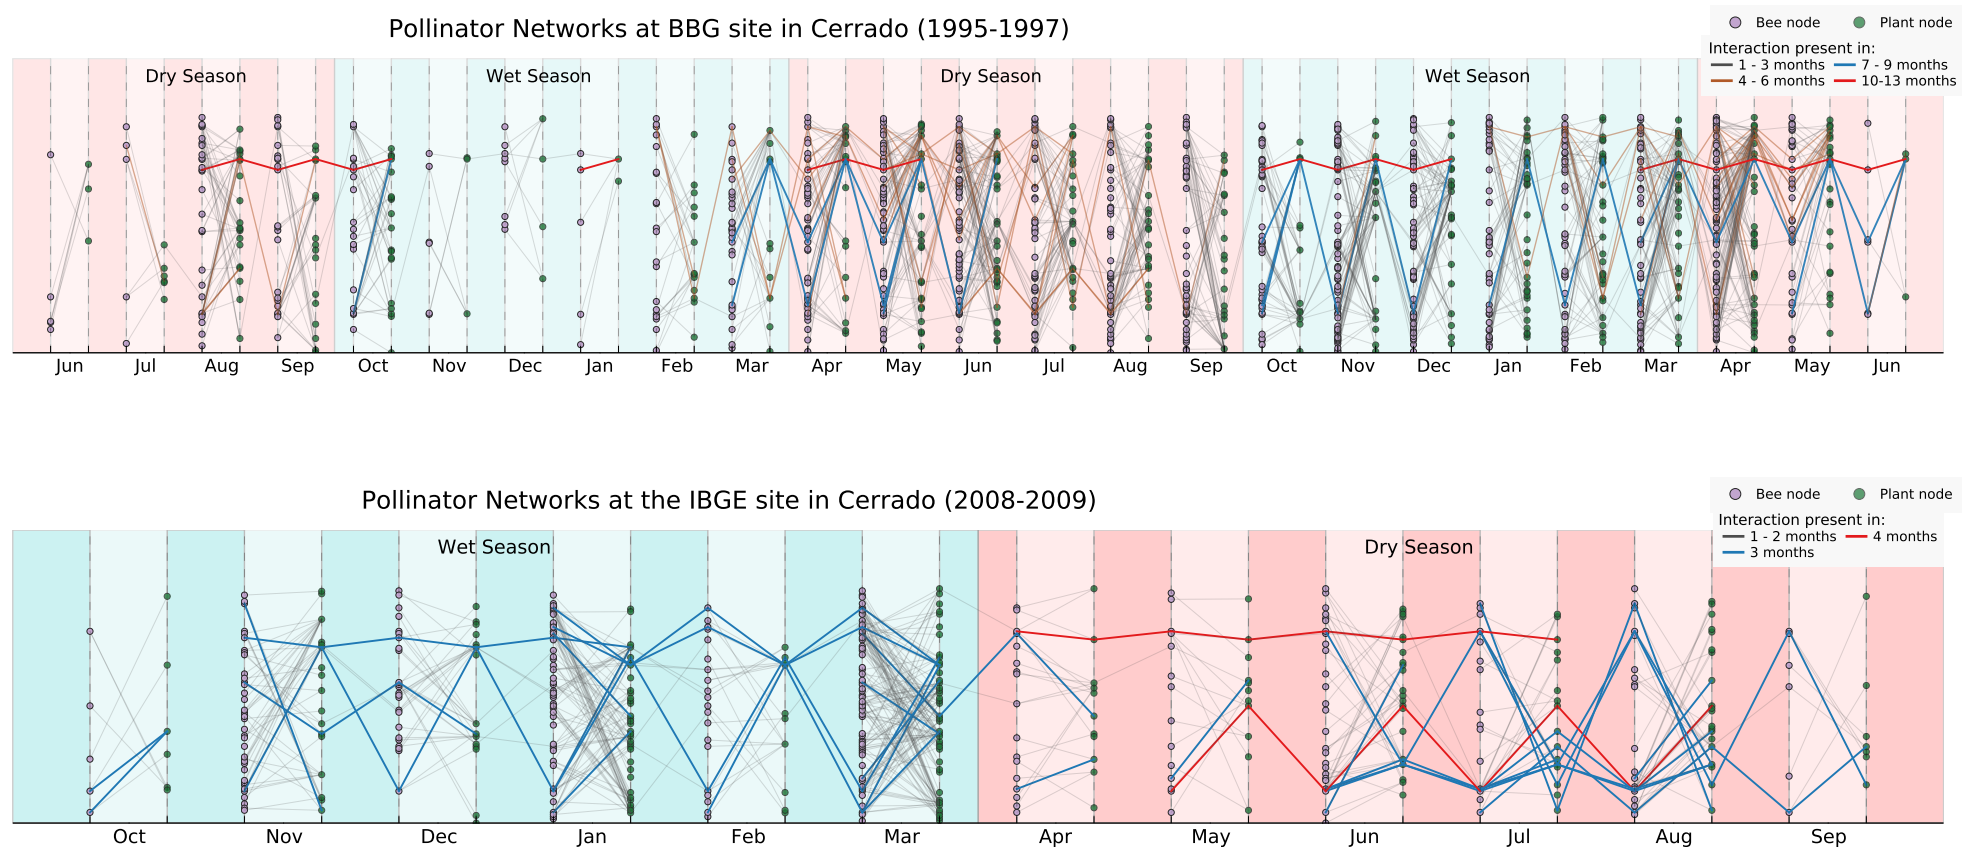 Pollinator Networks at BBG site in Cerrado (1995-1997)
Bee node Plant node
Interaction present in:
1 - 3 months 7 - 9 months
4 - 6 months 10-13 months
Dry Season Wet Season Dry Season Wet Season
Jun Jul Aug Sep Oct Nov Dec Jan Feb Mar Apr May Jun Jul Aug Sep Oct Nov Dec Jan Feb Mar Apr May Jun
Pollinator Networks at the IBGE site in Cerrado (2008-2009)
Bee node Plant node
Interaction present in:
1 - 2 months 4 months
3 months
Wet Season Dry Season
Oct Nov Dec Jan Feb Mar Apr May Jun Jul Aug Sep